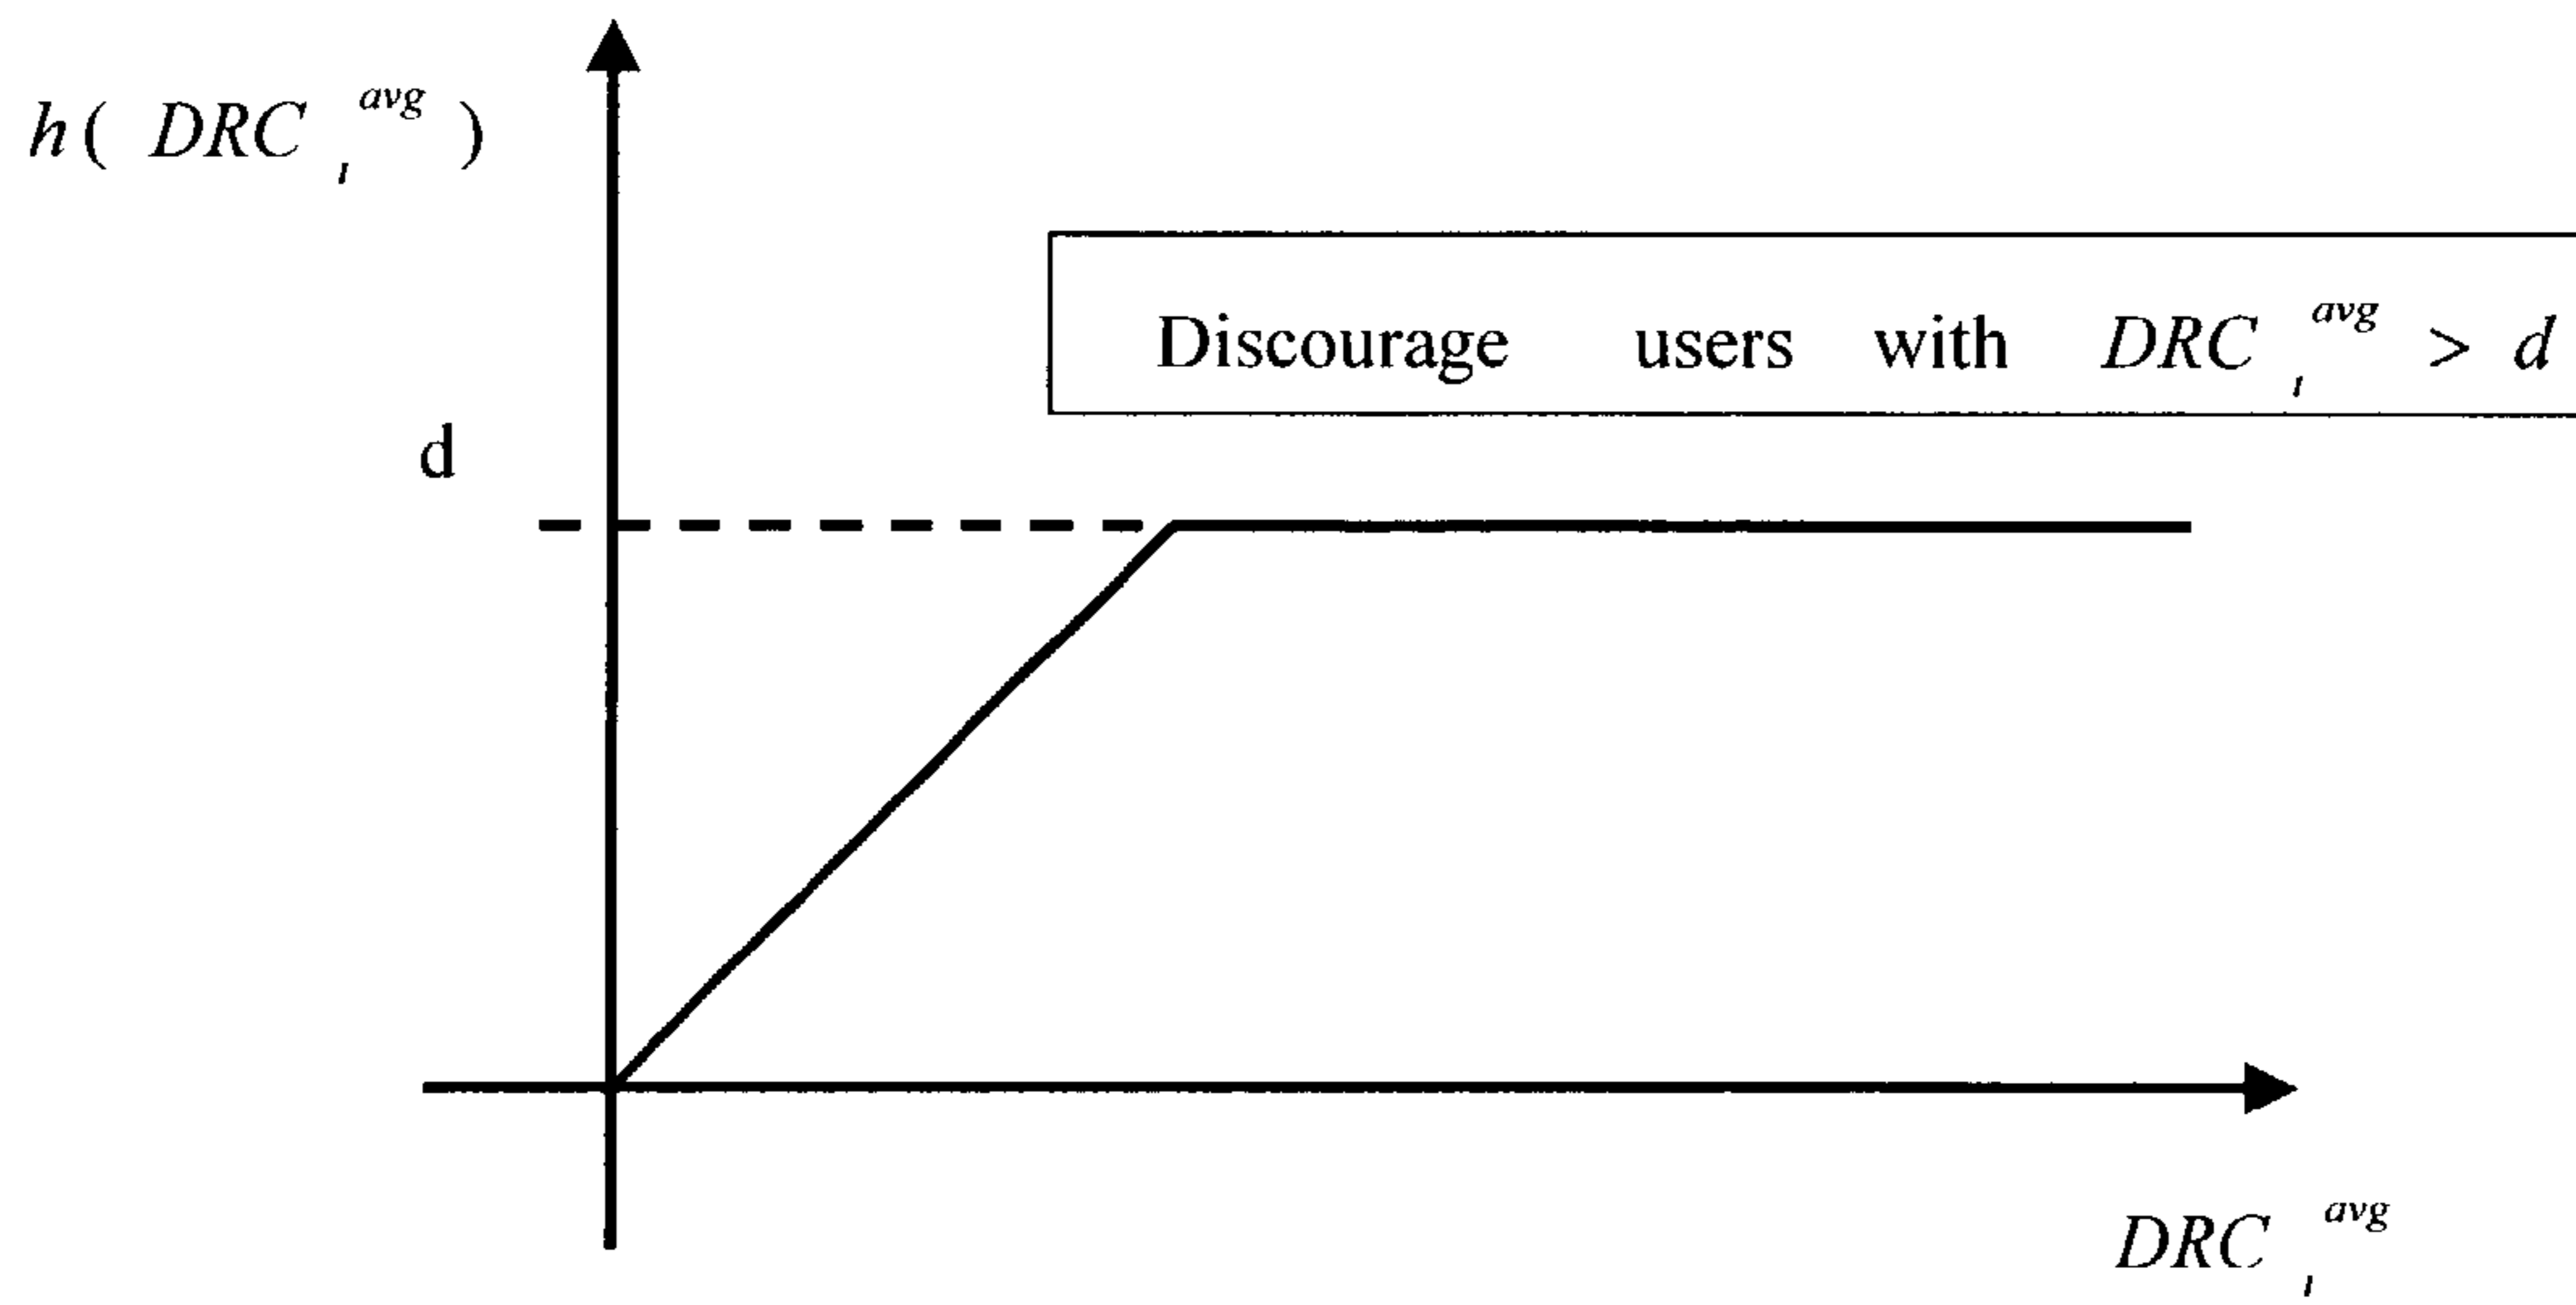 h( DRC_i^avg )
Discourage users with DRC_i^avg > d
d
DRC_i^avg